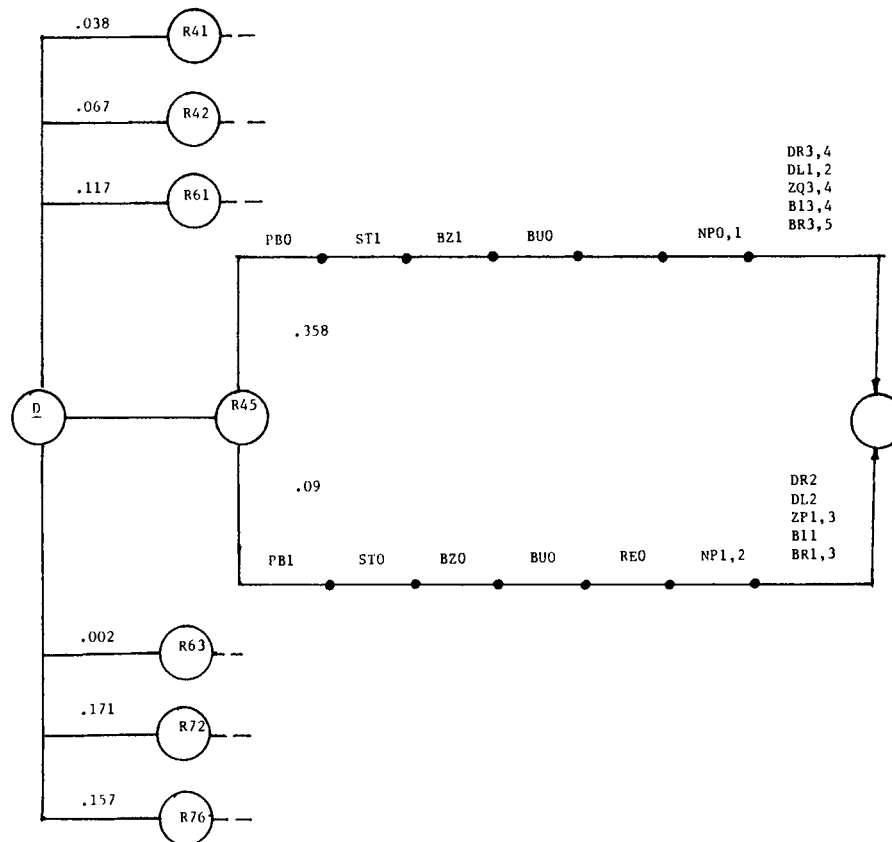 .038
R41
.067
R42
.117
R61
DR3,4
DL1,2
ZQ3,4
B13,4
BR3,5
PB0 ST1 BZ1 BU0 NP0,1
.358
D
R45
.09
DR2
DL2
ZP1,3
B11
BR1,3
PB1 ST0 BZ0 BU0 RE0 NP1,2
.002
R63
.171
R72
.157
R76